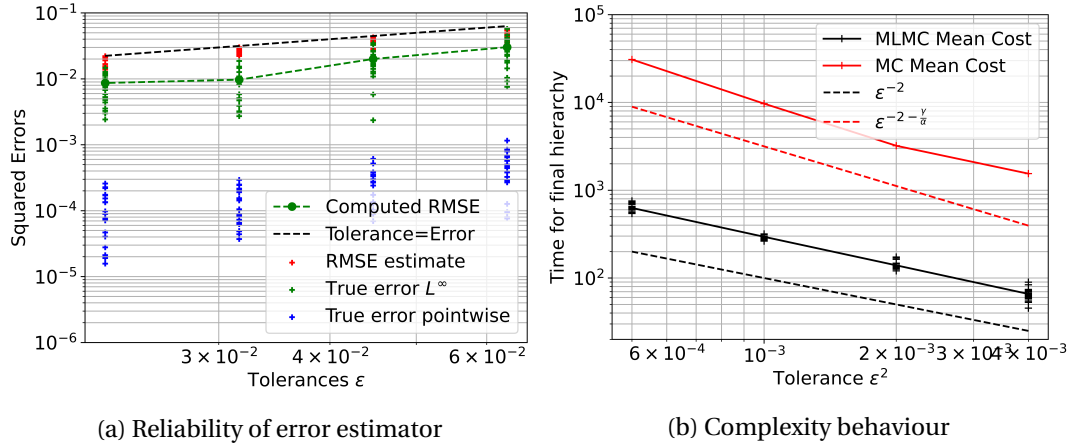 10⁻¹
10⁻²
10⁻³
10⁻⁴
10⁻⁵
10⁻⁶
Squared Errors
Computed RMSE
Tolerance=Error
RMSE estimate
True error L^∞
True error pointwise
3 × 10⁻² 4 × 10⁻² 6 × 10⁻²
Tolerances ε
(a) Reliability of error estimator
10⁵
10⁴
10³
10²
Time for final hierarchy
MLMC Mean Cost
MC Mean Cost
ε⁻²
ε^{-2-γ/α}
6 × 10⁻⁴ 10⁻³ 2 × 10⁻³ 3 × 10⁻³ 4 × 10⁻³
Tolerance ε²
(b) Complexity behaviour